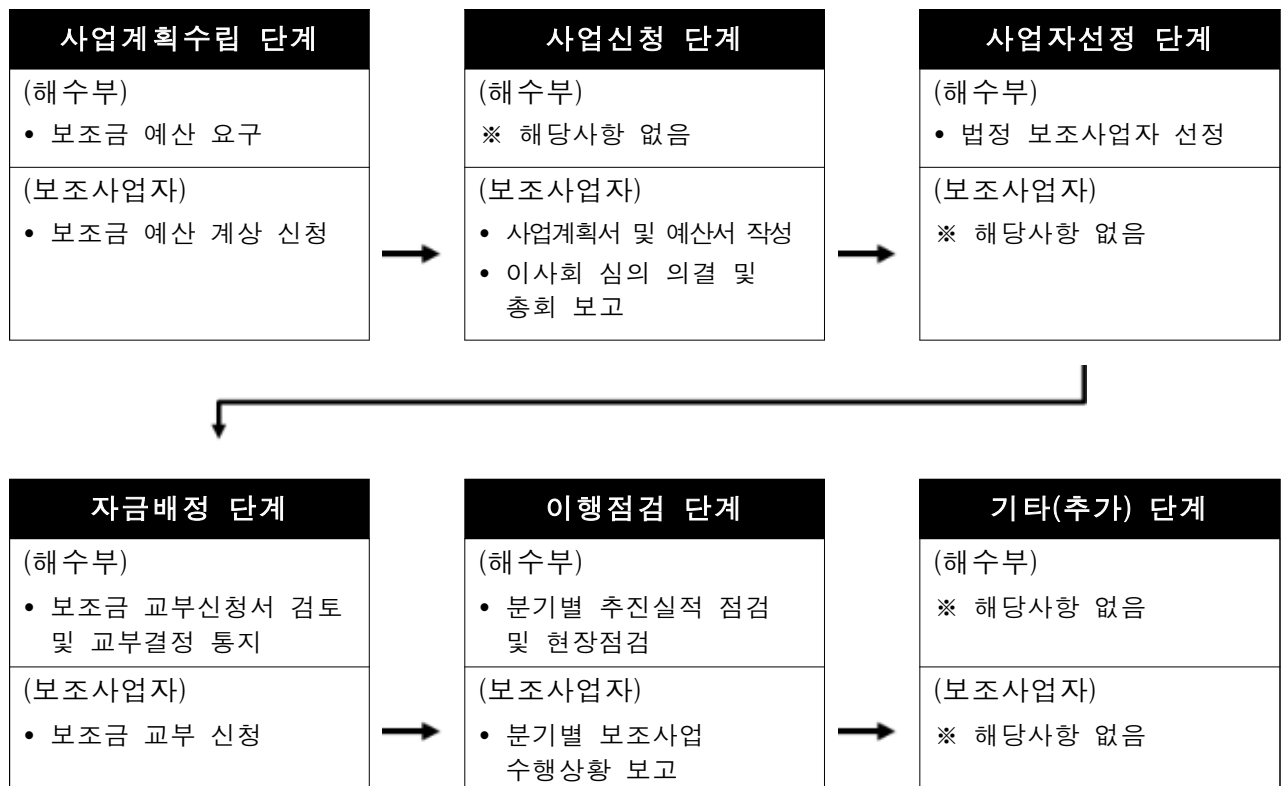 사업계획수립 단계
(해수부)
• 보조금 예산 요구
(보조사업자)
• 보조금 예산 계상 신청
사업신청 단계
(해수부)
※ 해당사항 없음
(보조사업자)
• 사업계획서 및 예산서 작성
• 이사회 심의 의결 및
총회 보고
사업자선정 단계
(해수부)
• 법정 보조사업자 선정
(보조사업자)
※ 해당사항 없음
자금배정 단계
(해수부)
• 보조금 교부신청서 검토
및 교부결정 통지
(보조사업자)
• 보조금 교부 신청
이행점검 단계
(해수부)
• 분기별 추진실적 점검
및 현장점검
(보조사업자)
• 분기별 보조사업
수행상황 보고
기타(추가) 단계
(해수부)
※ 해당사항 없음
(보조사업자)
※ 해당사항 없음